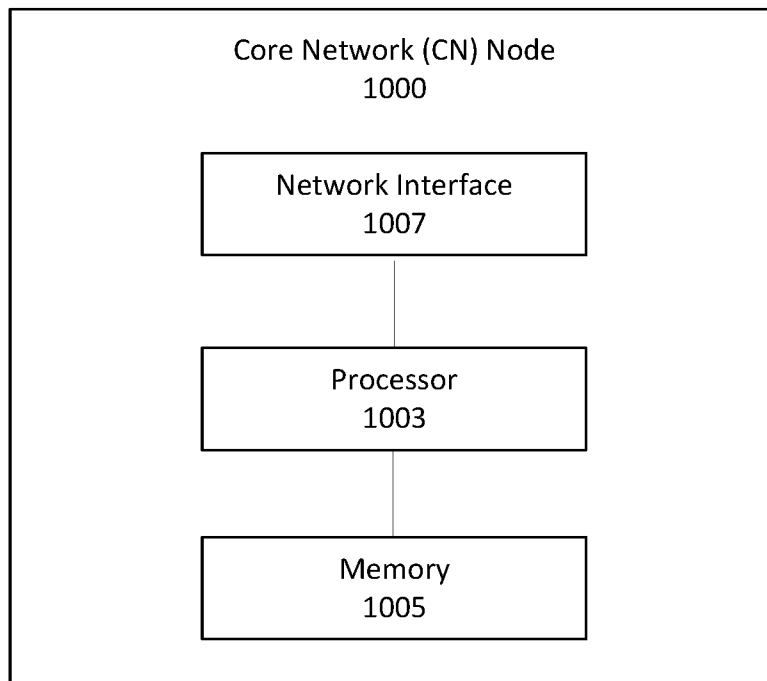 Core Network (CN) Node
1000
Network Interface
1007
Processor
1003
Memory
1005